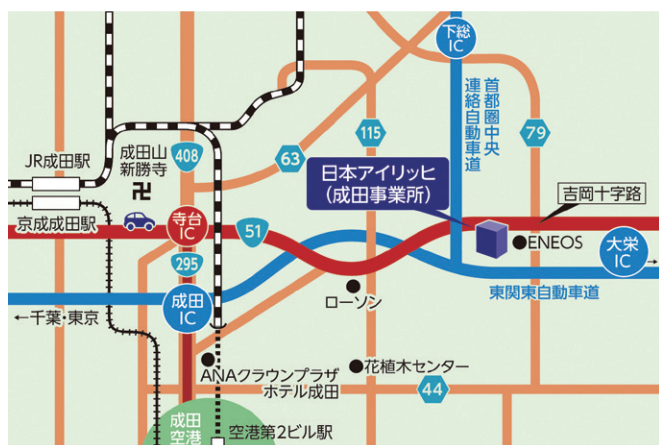 下総
IC
首都圏中央
連絡自動車道
JR成田駅
成田山
新勝寺
408
63
115
79
日本アイリッヒ
(成田事業所)
吉岡十字路
京成成田駅
寺台
IC
51
ENEOS
大栄
IC
→
295
成田
IC
ローソン
東関東自動車道
←千葉・東京
ANAクラウンプラザ
ホテル成田
花植木センター
44
成田
空港
空港第2ビル駅